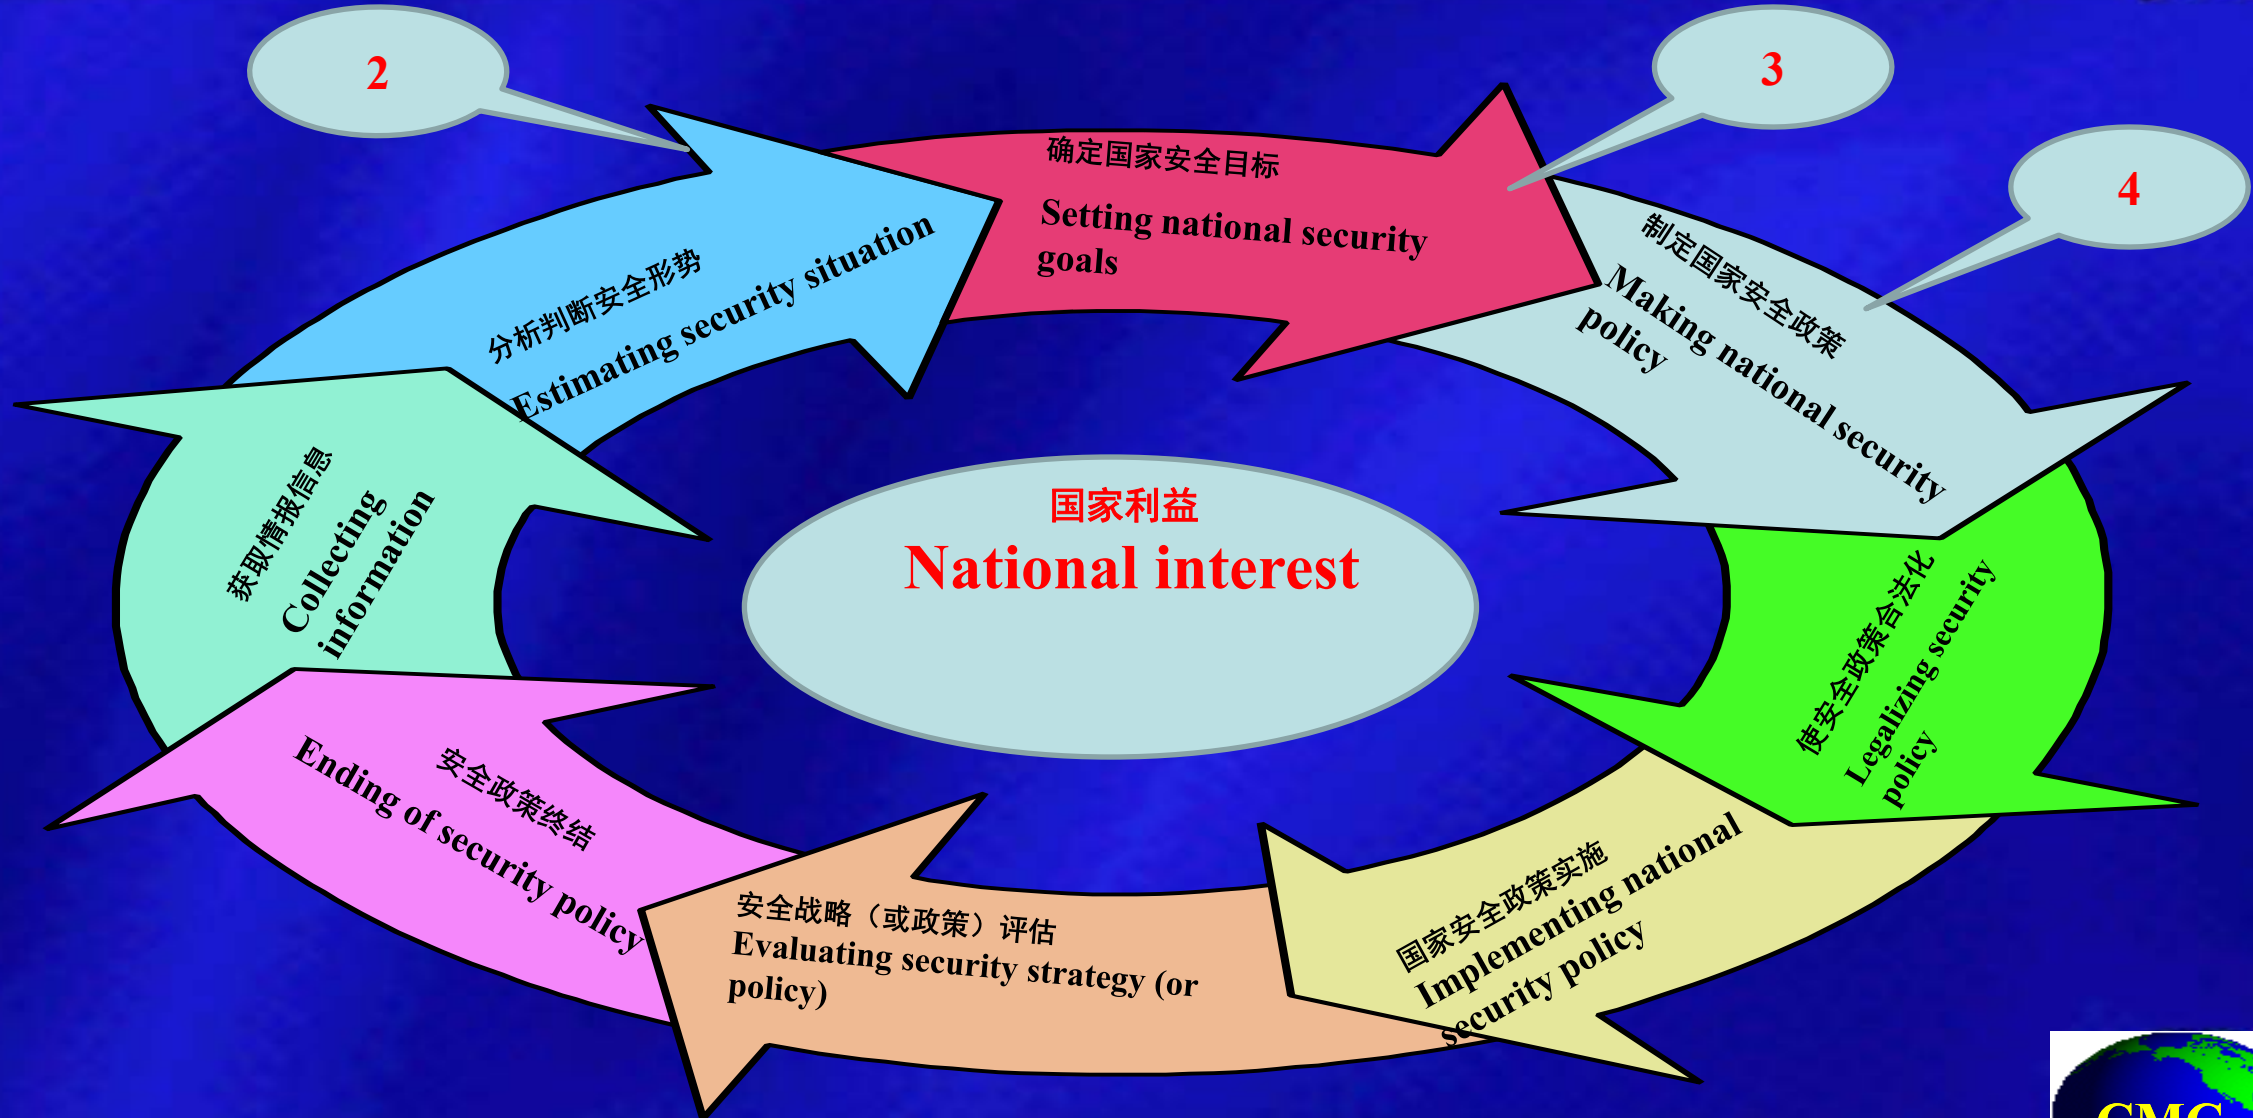 2
3
4
确定国家安全目标
Setting national security
goals
制定国家安全政策
Making national security
policy
分析判断安全形势
Estimating security situation
获取情报信息
Collecting
information
国家利益
National interest
使安全政策合法化
Legalizing security
policy
安全政策终结
Ending of security policy
安全战略（或政策）评估
Evaluating security strategy (or
policy)
国家安全政策实施
Implementing national
security policy